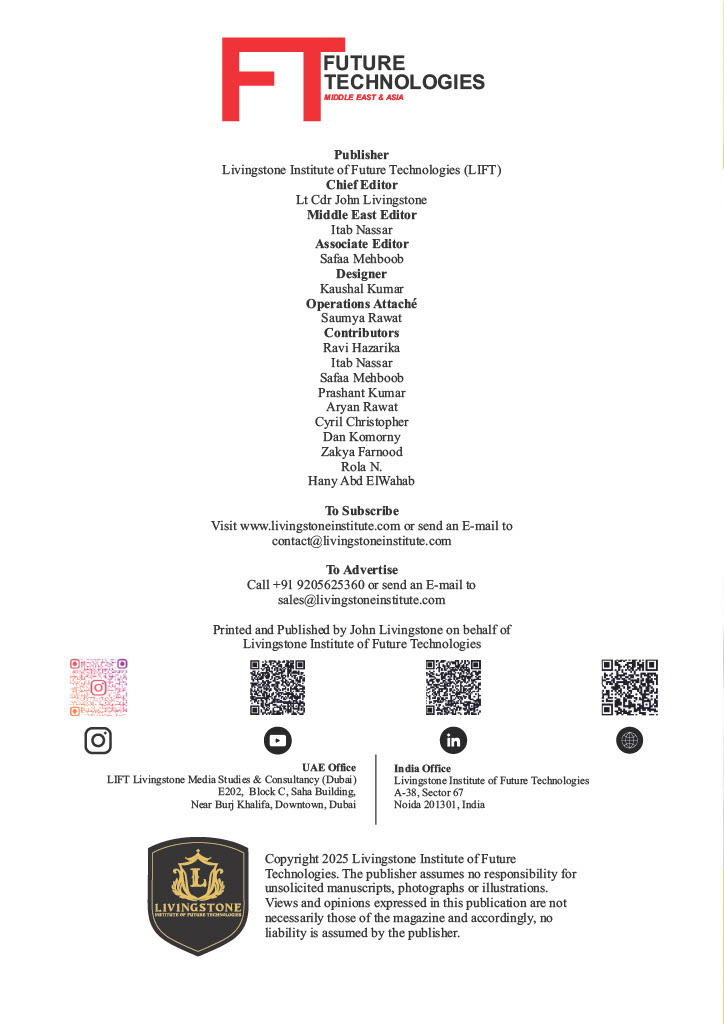 FT FUTURE
TECHNOLOGIES
MIDDLE EAST & ASIA
Publisher
Livingstone Institute of Future Technologies (LIFT)
Chief Editor
Lt Cdr John Livingstone
Middle East Editor
Itab Nassar
Associate Editor
Safaa Mehboob
Designer
Kaushal Kumar
Operations Attaché
Saumya Rawat
Contributors
Ravi Hazarika
Itab Nassar
Safaa Mehboob
Prashant Kumar
Aryan Rawat
Cyril Christopher
Dan Komorny
Zakya Farnood
Rola N.
Hany Abd ElWahab
To Subscribe
Visit www.livingstoneinstitute.com or send an E-mail to
contact@livingstoneinstitute.com
To Advertise
Call +91 9205625360 or send an E-mail to
sales@livingstoneinstitute.com
Printed and Published by John Livingstone on behalf of
Livingstone Institute of Future Technologies
in
UAE Office
LIFT Livingstone Media Studies & Consultancy (Dubai)
E202, Block C, Saha Building,
Near Burj Khalifa, Downtown, Dubai
India Office
Livingstone Institute of Future Technologies
A-38, Sector 67
Noida 201301, India
L
LIVINGSTONE
INSTITUTE OF FUTURE TECHNOLOGIES
Copyright 2025 Livingstone Institute of Future
Technologies. The publisher assumes no responsibility for
unsolicited manuscripts, photographs or illustrations.
Views and opinions expressed in this publication are not
necessarily those of the magazine and accordingly, no
liability is assumed by the publisher.